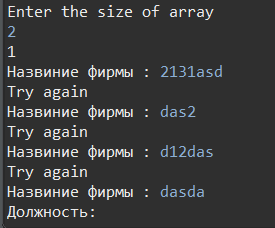 Enter the size of array
2
1
Назвиние фирмы : 2131asd
Try again
Назвиние фирмы : das2
Try again
Назвиние фирмы : d12das
Try again
Назвиние фирмы : dasda
Должность: